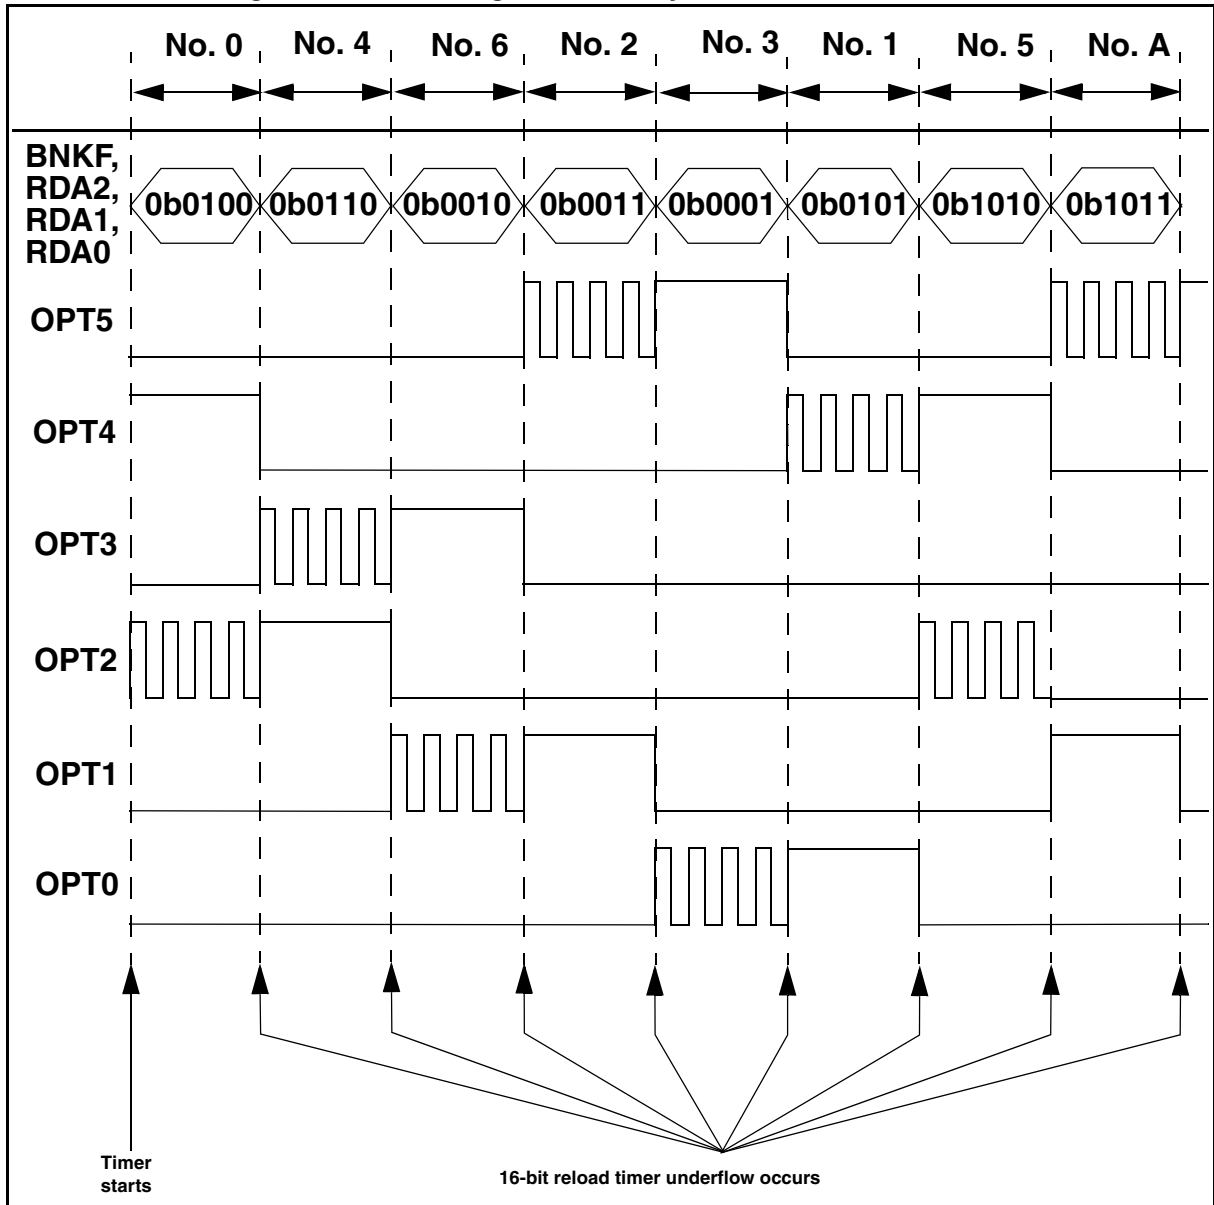 No. 0 No. 4 No. 6 No. 2 No. 3 No. 1 No. 5 No. A
BNKF,
RDA2,
RDA1,
RDA0
0b0100 0b0110 0b0010 0b0011 0b0001 0b0101 0b1010 0b1011
OPT5
OPT4
OPT3
OPT2
OPT1
OPT0
Timer
starts
16-bit reload timer underflow occurs